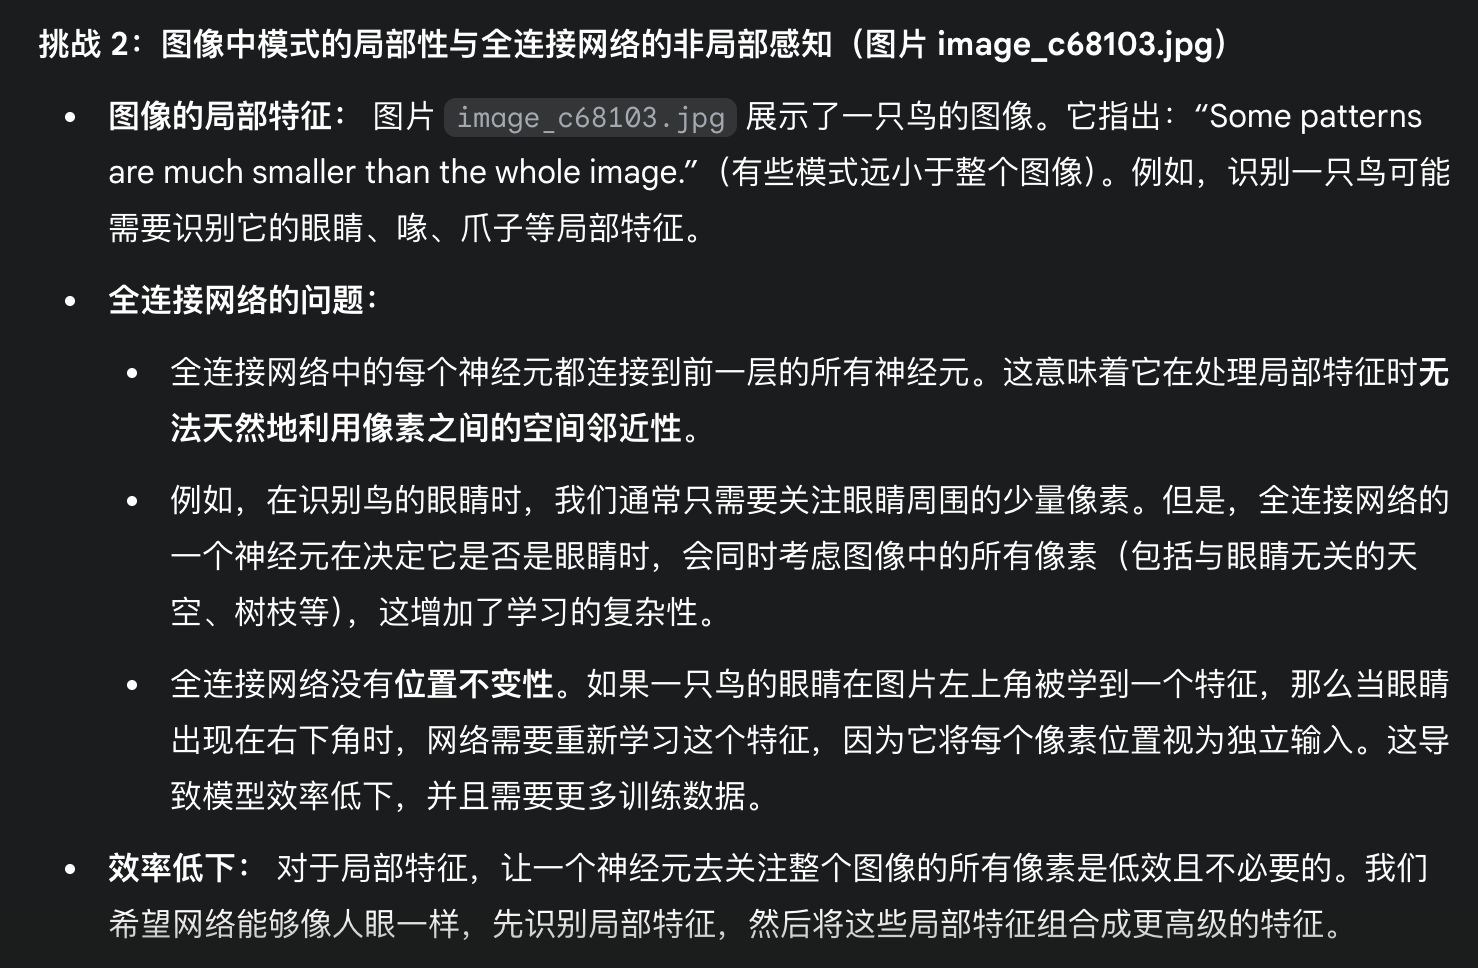 挑战 2：图像中模式的局部性与全连接网络的非局部感知（图片 image_c68103.jpg）
图像的局部特征： 图片 image_c68103.jpg 展示了一只鸟的图像。它指出：“Some patterns
are much smaller than the whole image.”（有些模式远小于整个图像）。例如，识别一只鸟可能
需要识别它的眼睛、喙、爪子等局部特征。
全连接网络的问题：
全连接网络中的每个神经元都连接到前一层的所有神经元。这意味着它在处理局部特征时无
法天然地利用像素之间的空间邻近性。
例如，在识别鸟的眼睛时，我们通常只需要关注眼睛周围的少量像素。但是，全连接网络的
一个神经元在决定它是否是眼睛时，会同时考虑图像中的所有像素（包括与眼睛无关的天
空、树枝等），这增加了学习的复杂性。
全连接网络没有位置不变性。如果一只鸟的眼睛在图片左上角被学到一个特征，那么当眼睛
出现在右下角时，网络需要重新学习这个特征，因为它将每个像素位置视为独立输入。这导
致模型效率低下，并且需要更多训练数据。
效率低下： 对于局部特征，让一个神经元去关注整个图像的所有像素是低效且不必要的。我们
希望网络能够像人眼一样，先识别局部特征，然后将这些局部特征组合成更高级的特征。